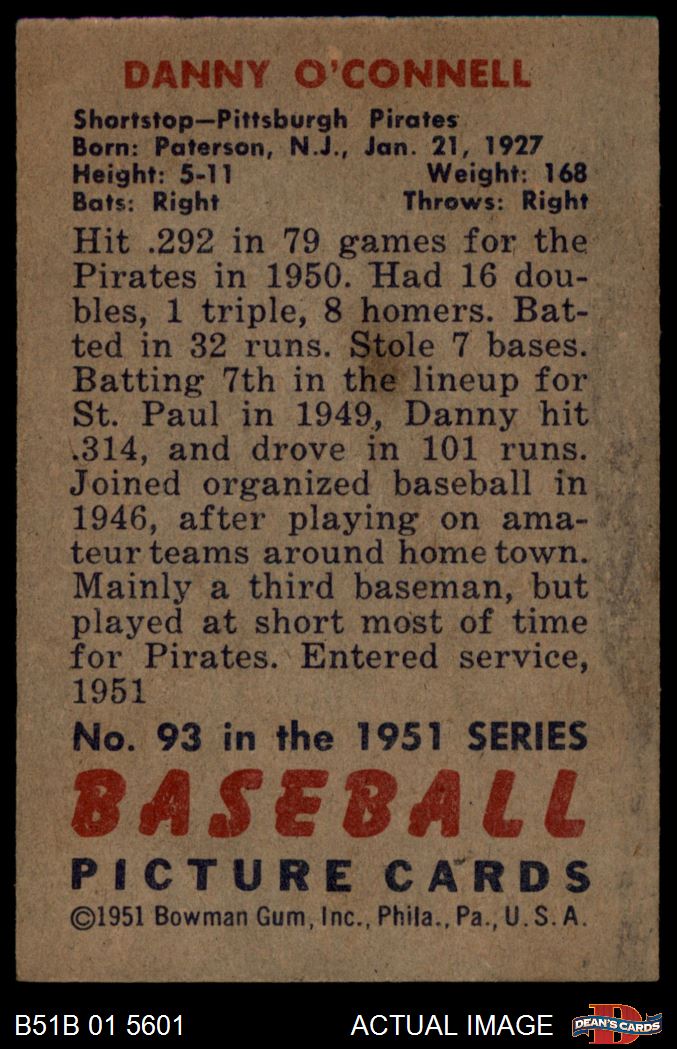 DANNY O'CONNELL
Shortstop—Pittsburgh Pirates
Born: Paterson, N.J., Jan. 21, 1927
Height: 5-11 Weight: 168
Bats: Right Throws: Right
Hit .292 in 79 games for the
Pirates in 1950. Had 16 dou-
bles, 1 triple, 8 homers. Bat-
ted in 32 runs. Stole 7 bases.
Batting 7th in the lineup for
St. Paul in 1949, Danny hit
.314, and drove in 101 runs.
Joined organized baseball in
1946, after playing on ama-
teur teams around home town.
Mainly a third baseman, but
played at short most of time
for Pirates. Entered service,
1951
No. 93 in the 1951 SERIES
BASEBALL
PICTURE CARDS
©1951 Bowman Gum, Inc., Phila., Pa., U.S.A.
B51B 01 5601 ACTUAL IMAGE DEAN'S CARDS